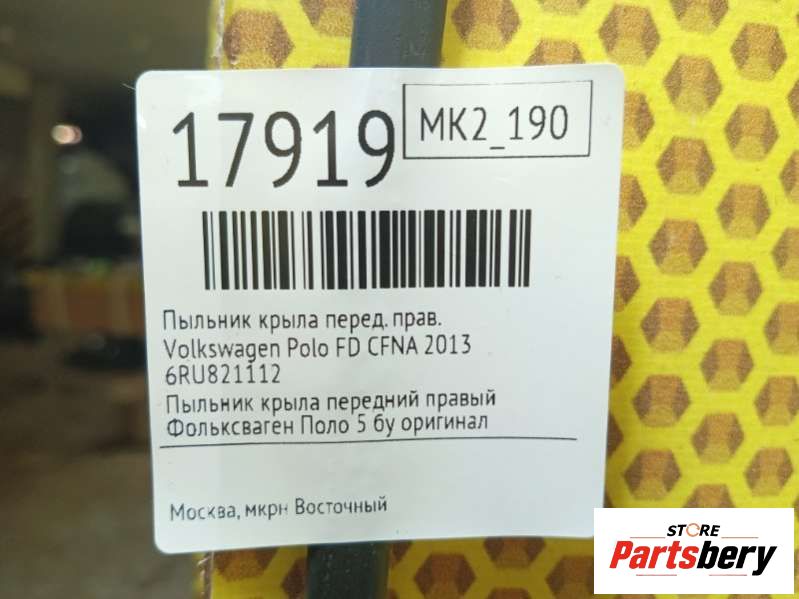 17919
MK2_190
Пыльник крыла перед. прав.
Volkswagen Polo FD CFNA 2013
6RU821112
Пыльник крыла передний правый
Фольксваген Поло 5 бу оригинал
Москва, мкрн Восточный
STORE
Partsbery